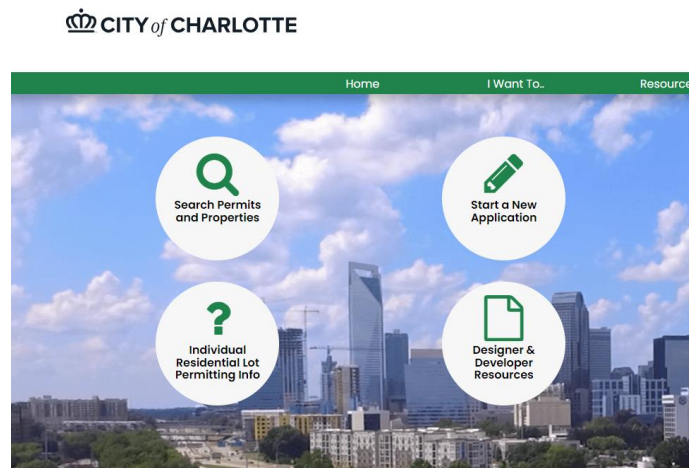 CITY of CHARLOTTE
Home
I Want To..
Resource
Search Permits
and Properties
Start a New
Application
?
Individual
Residential Lot
Permitting Info
Designer &
Developer
Resources